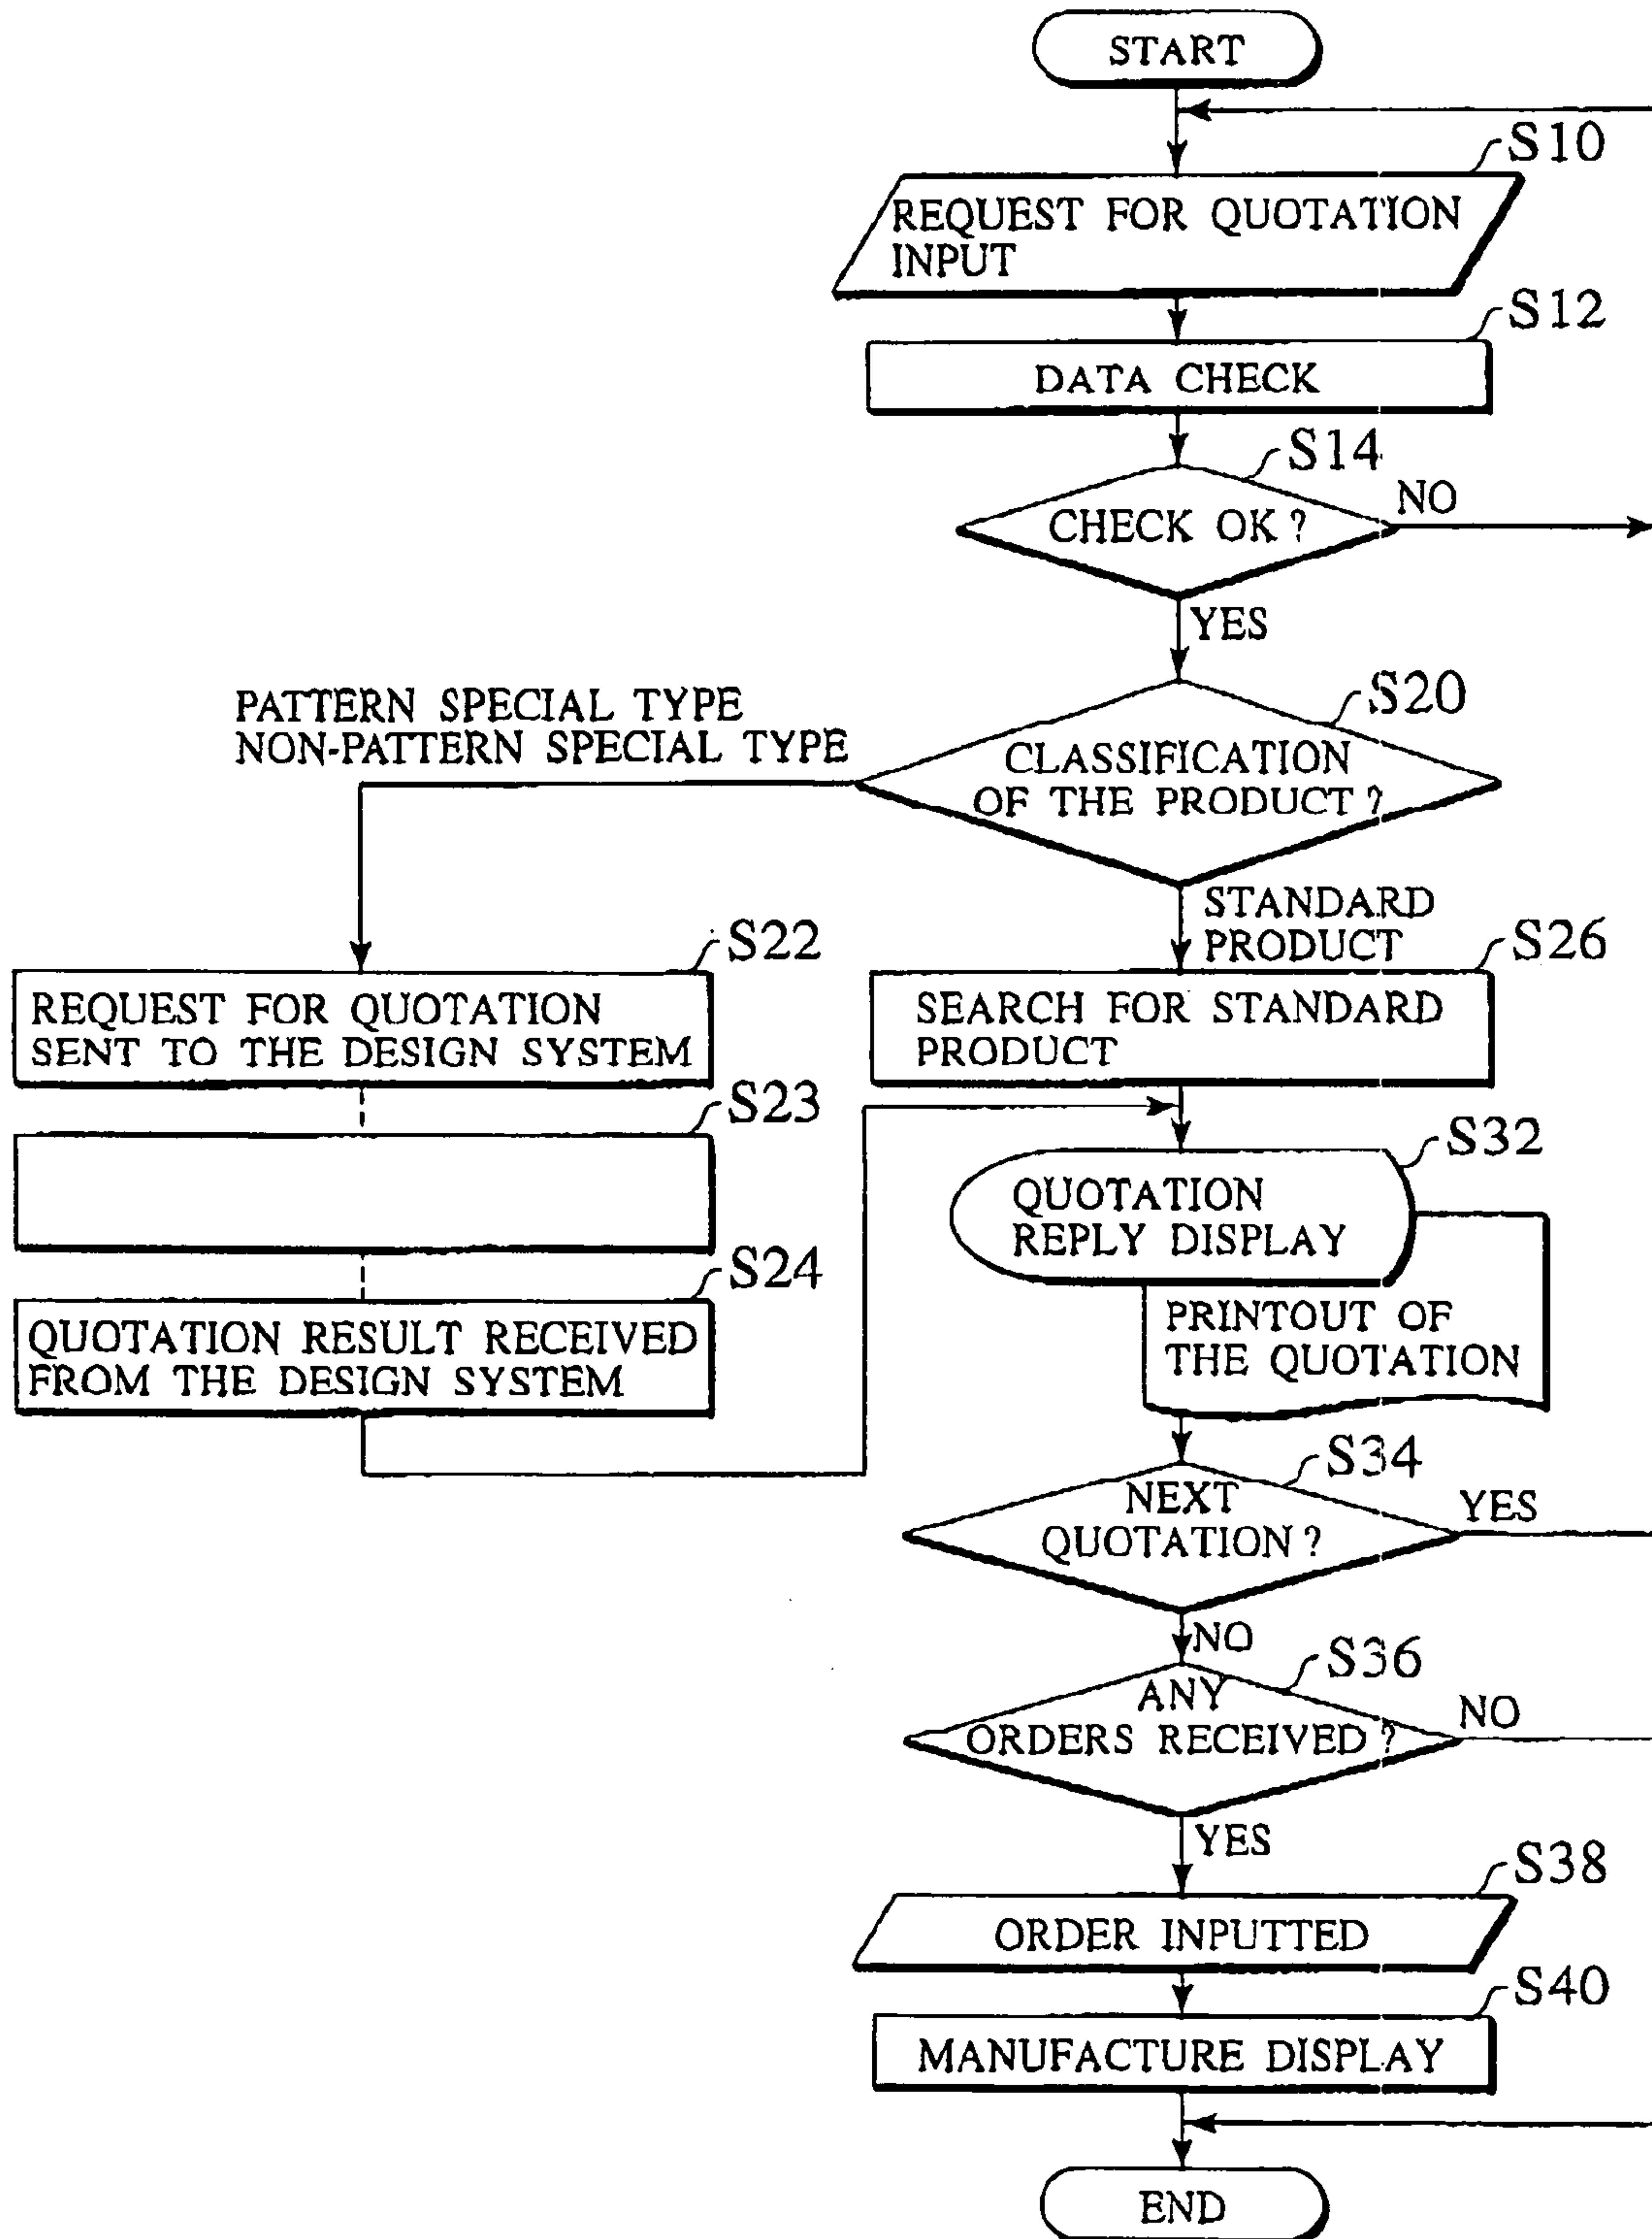 START
S10
REQUEST FOR QUOTATION
INPUT
S12
DATA CHECK
S14
CHECK OK?
NO
YES
S20
PATTERN SPECIAL TYPE
NON-PATTERN SPECIAL TYPE
CLASSIFICATION
OF THE PRODUCT?
STANDARD
PRODUCT
S22
REQUEST FOR QUOTATION
SENT TO THE DESIGN SYSTEM
S23
S24
QUOTATION RESULT RECEIVED
FROM THE DESIGN SYSTEM
S26
SEARCH FOR STANDARD
PRODUCT
S32
QUOTATION
REPLY DISPLAY
PRINTOUT OF
THE QUOTATION
S34
NEXT
QUOTATION?
YES
NO
S36
ANY
ORDERS RECEIVED?
NO
YES
S38
ORDER INPUTTED
S40
MANUFACTURE DISPLAY
END